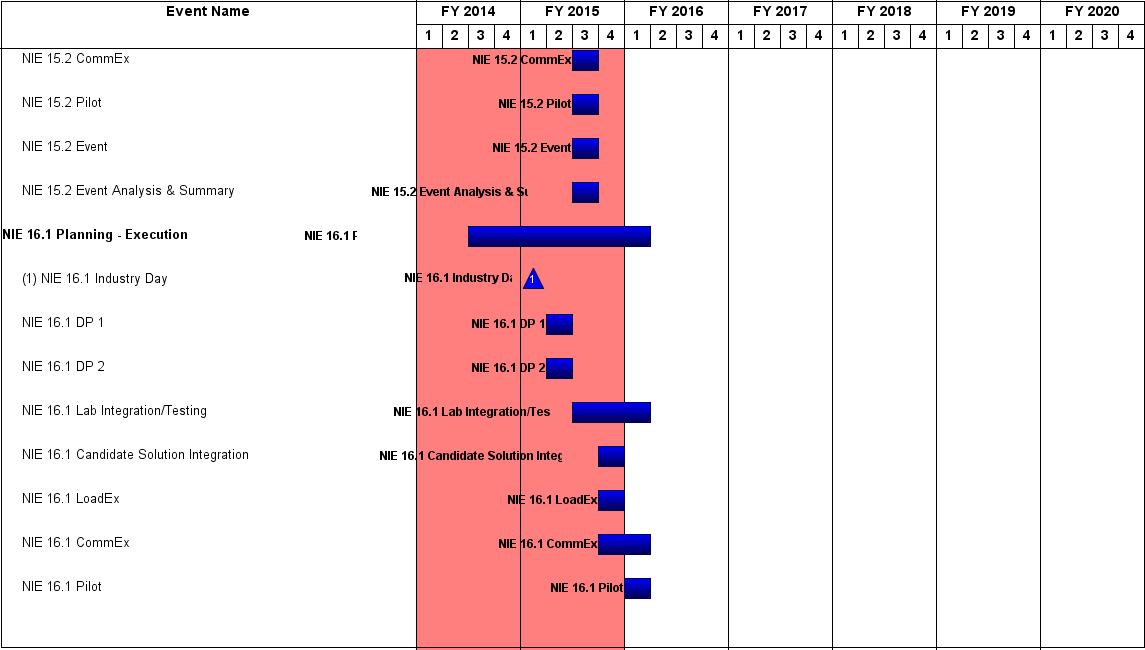 Event Name FY 2014 FY 2015 FY 2016 FY 2017 FY 2018 FY 2019 FY 2020
1 2 3 4 1 2 3 4 1 2 3 4 1 2 3 4 1 2 3 4 1 2 3 4 1 2 3 4
NIE 15.2 CommEx NIE 15.2 CommEx
NIE 15.2 Pilot NIE 15.2 Pilot
NIE 15.2 Event NIE 15.2 Event
NIE 15.2 Event Analysis & Summary NIE 15.2 Event Analysis & Su
NIE 16.1 Planning - Execution NIE 16.1 P
(1) NIE 16.1 Industry Day NIE 16.1 Industry Da 1
NIE 16.1 DP 1 NIE 16.1 DP 1
NIE 16.1 DP 2 NIE 16.1 DP 2
NIE 16.1 Lab Integration/Testing NIE 16.1 Lab Integration/Tes
NIE 16.1 Candidate Solution Integration NIE 16.1 Candidate Solution Integ
NIE 16.1 LoadEx NIE 16.1 LoadEx
NIE 16.1 CommEx NIE 16.1 CommEx
NIE 16.1 Pilot NIE 16.1 Pilot